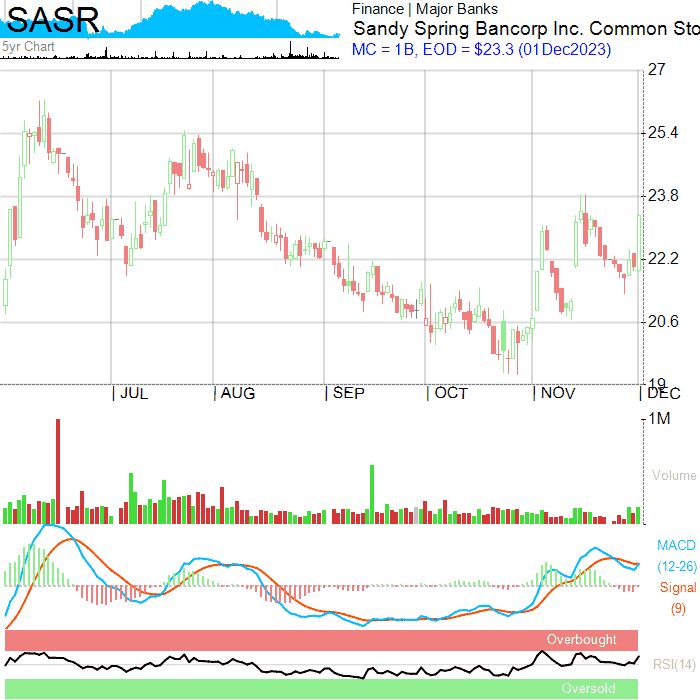 SASR
5yr Chart
Finance | Major Banks
Sandy Spring Bancorp Inc. Common Sto
MC = 1B, EOD = $23.3 (01Dec2023)
27
25.4
23.8
22.2
20.6
19
| JUL | AUG | SEP | OCT | NOV | DEC
1M
Volume
MACD
(12-26)
Signal
(9)
Overbought
RSI(14)
Oversold